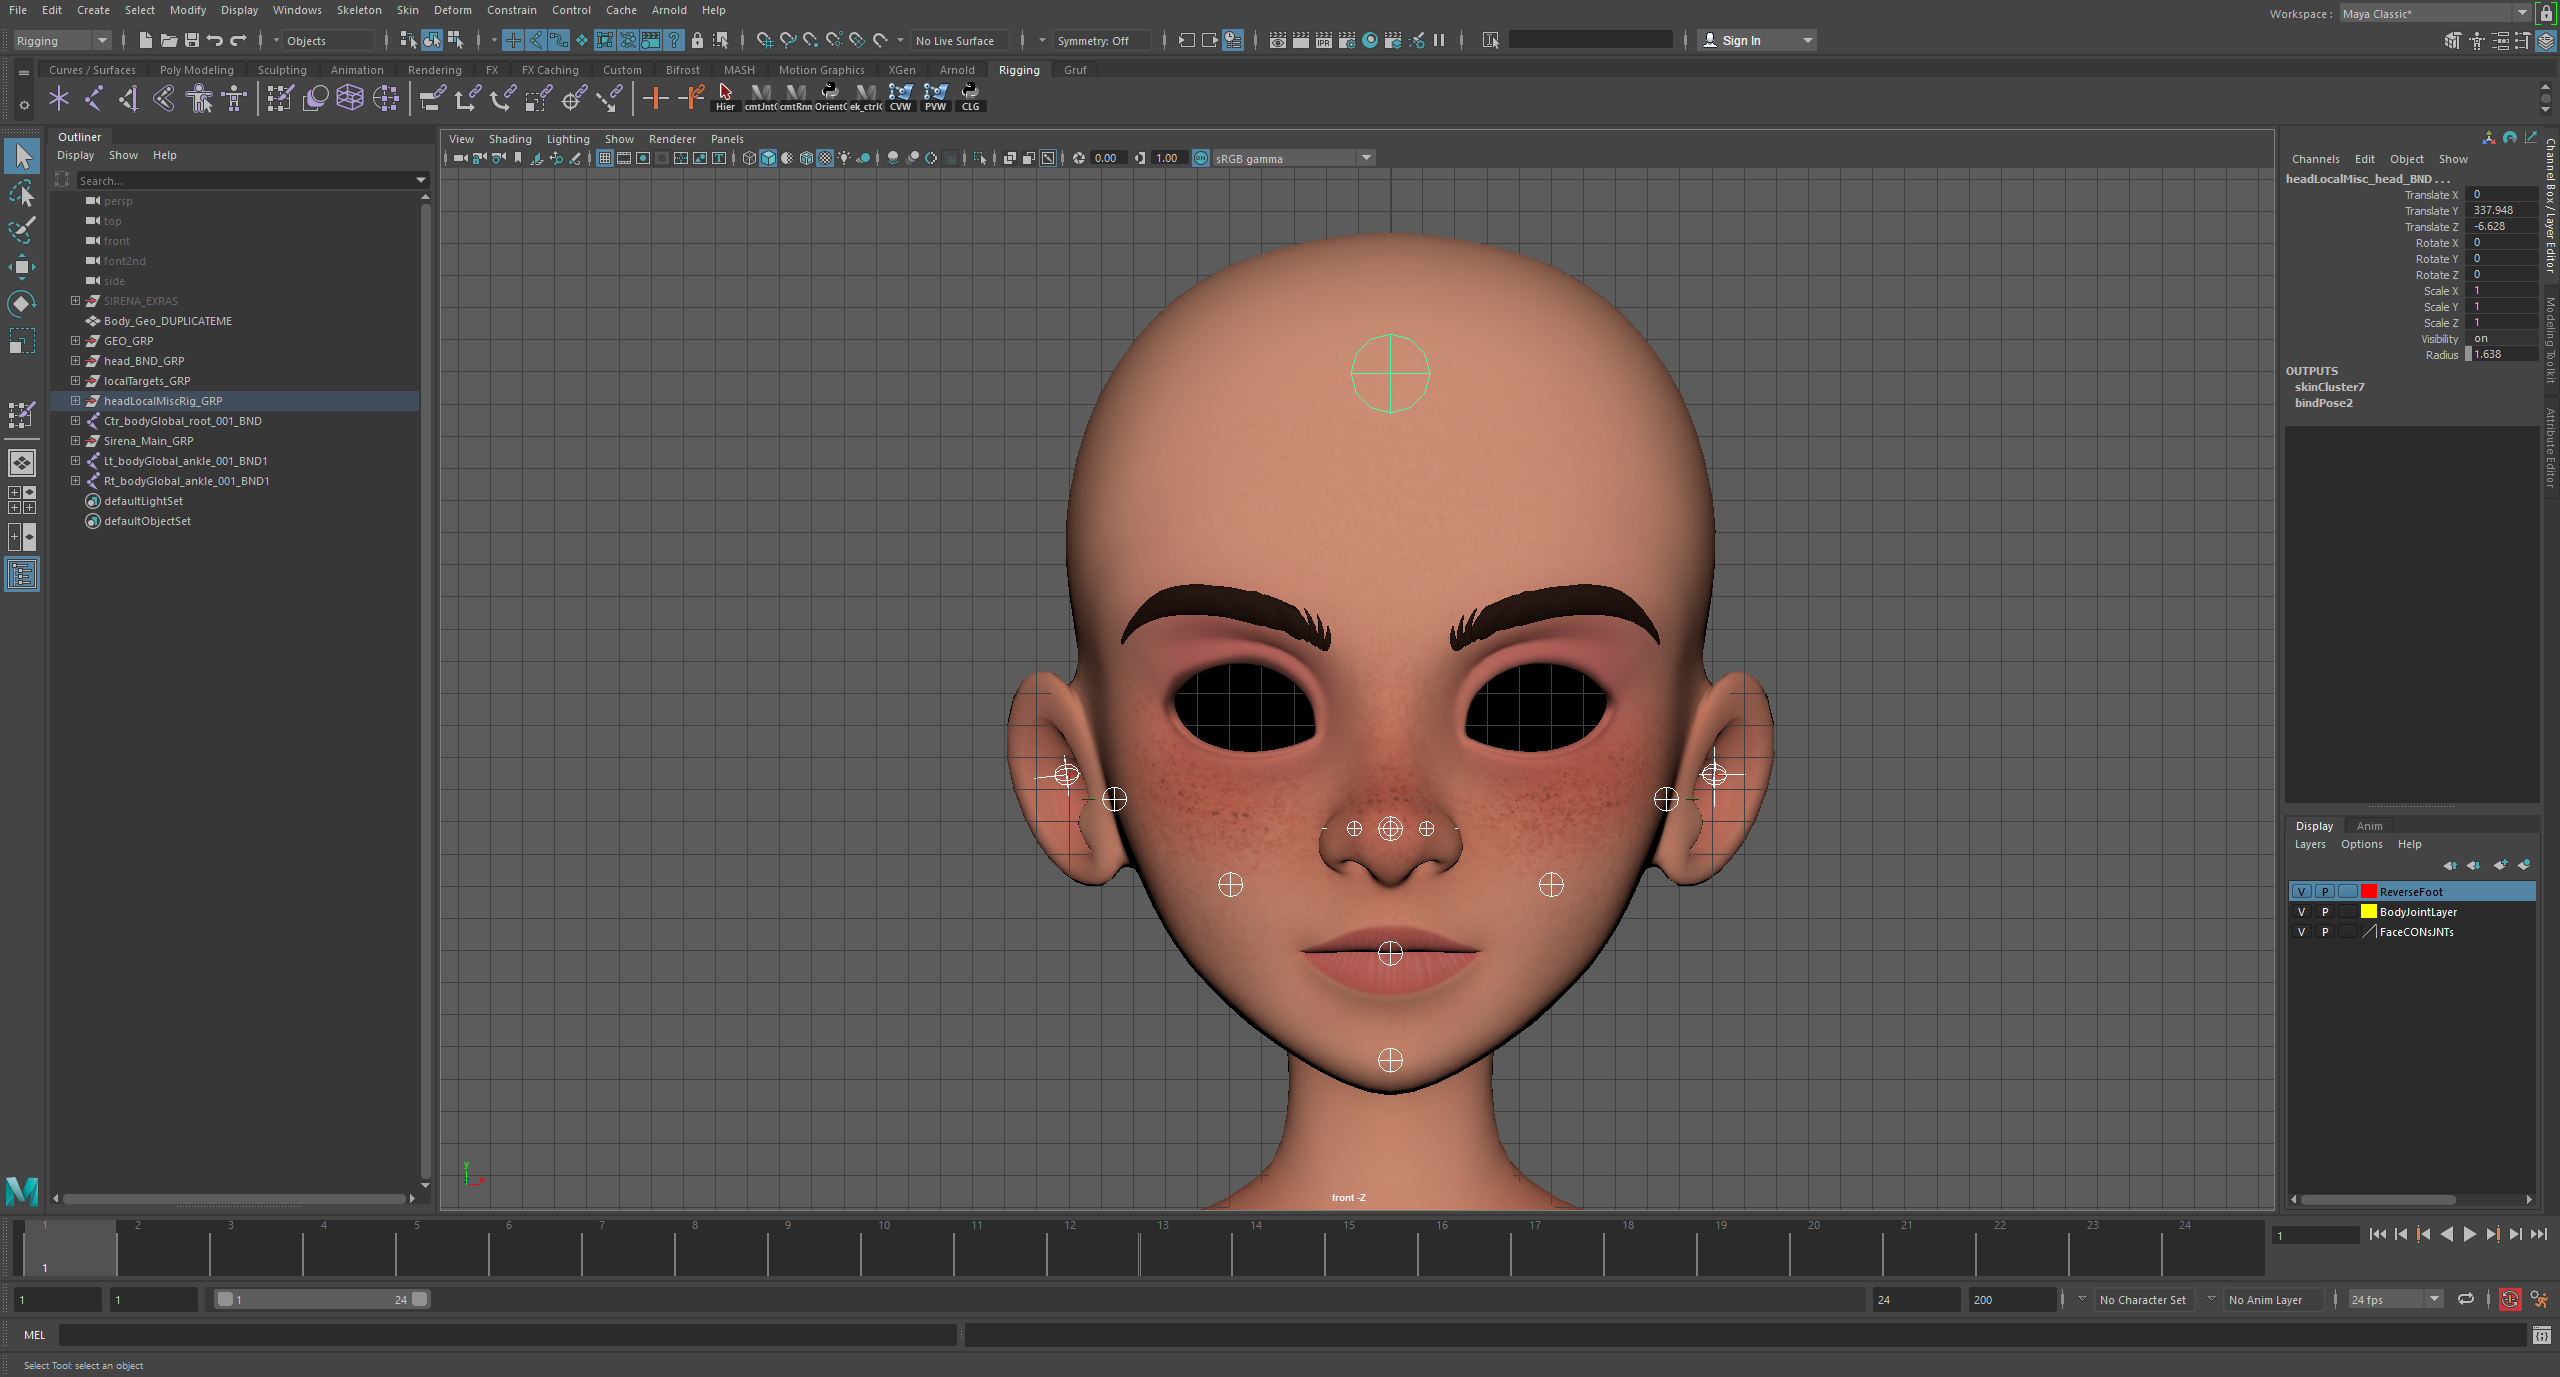 File Edit Create Select Modify Display Windows Skeleton Skin Deform Constrain Control Cache Arnold Help
Workspace : Maya Classic*
Rigging Objects No Live Surface Symmetry: Off IPR Sign In
Curves / Surfaces Poly Modeling Sculpting Animation Rendering FX FX Caching Custom Bifrost MASH Motion Graphics XGen Arnold Rigging Gruf
Hier cmtJnt cmtRnn Orient ek_ctrl CVW PVW CLG
Outliner
Display Show Help
Search...
persp
top
front
font2nd
side
SIRENA_EXRAS
Body_Geo_DUPLICATEME
GEO_GRP
head_BND_GRP
localTargets_GRP
headLocalMiscRig_GRP
Ctr_bodyGlobal_root_001_BND
Sirena_Main_GRP
Lt_bodyGlobal_ankle_001_BND1
Rt_bodyGlobal_ankle_001_BND1
defaultLightSet
defaultObjectSet
View Shading Lighting Show Renderer Panels
0.00 1.00 ON sRGB gamma
y
x
front -Z
Channels Edit Object Show
headLocalMisc_head_BND . . .
Translate X 0
Translate Y 337.948
Translate Z -6.628
Rotate X 0
Rotate Y 0
Rotate Z 0
Scale X 1
Scale Y 1
Scale Z 1
Visibility on
Radius 1.638
OUTPUTS
skinCluster7
bindPose2
Channel Box / Layer Editor
Modeling Toolkit
Attribute Editor
Display Anim
Layers Options Help
V P ReverseFoot
V P BodyJointLayer
V P FaceCONsJNTs
1 2 3 4 5 6 7 8 9 10 11 12 13 14 15 16 17 18 19 20 21 22 23 24
1
1
1 1 1 24 24 200 No Character Set No Anim Layer 24 fps
MEL
Select Tool: select an object